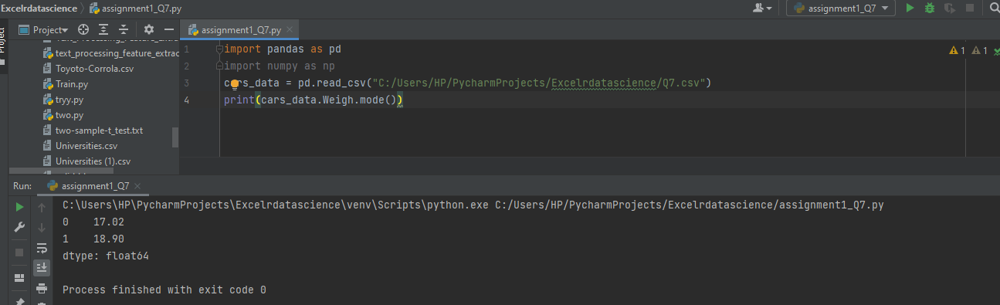 Excelrdatascience
assignment1_Q7.py
assignment1_Q7
Project
Project
assignment1_Q7.py
text_processing_feature_extrac
Toyoto-Corrola.csv
Train.py
tryy.py
two.py
two-sample-t_test.txt
Universities.csv
Universities (1).csv
1 import pandas as pd
2 import numpy as np
3 cars_data = pd.read_csv("C:/Users/HP/PycharmProjects/Excelrdatascience/Q7.csv")
4 print(cars_data.Weigh.mode())
1 1
Run: assignment1_Q7
C:\Users\HP\PycharmProjects\Excelrdatascience\venv\Scripts\python.exe C:/Users/HP/PycharmProjects/Excelrdatascience/assignment1_Q7.py
0 17.02
1 18.90
dtype: float64
Process finished with exit code 0